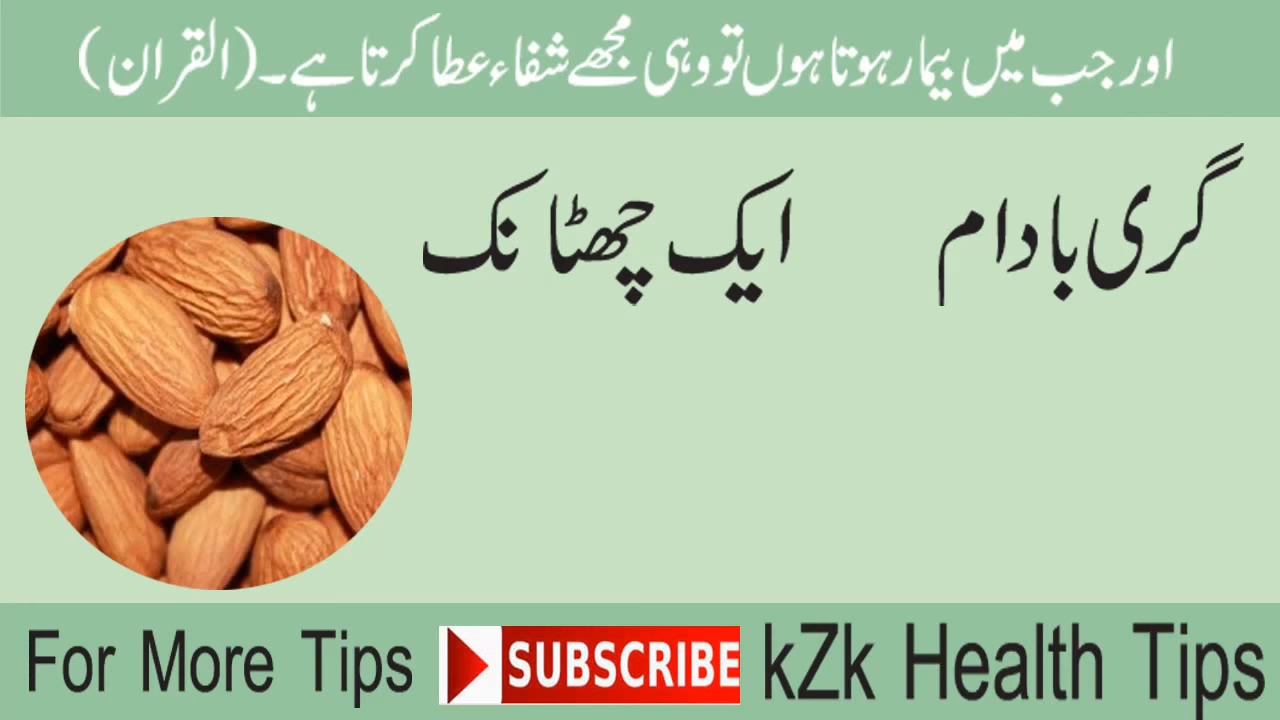 اور جب میں بیمار ہوتا ہوں تو وہی مجھے شفاء عطا کرتا ہے۔ (القران)
گری بادام ایک چھٹانک
For More Tips SUBSCRIBE kZk Health Tips